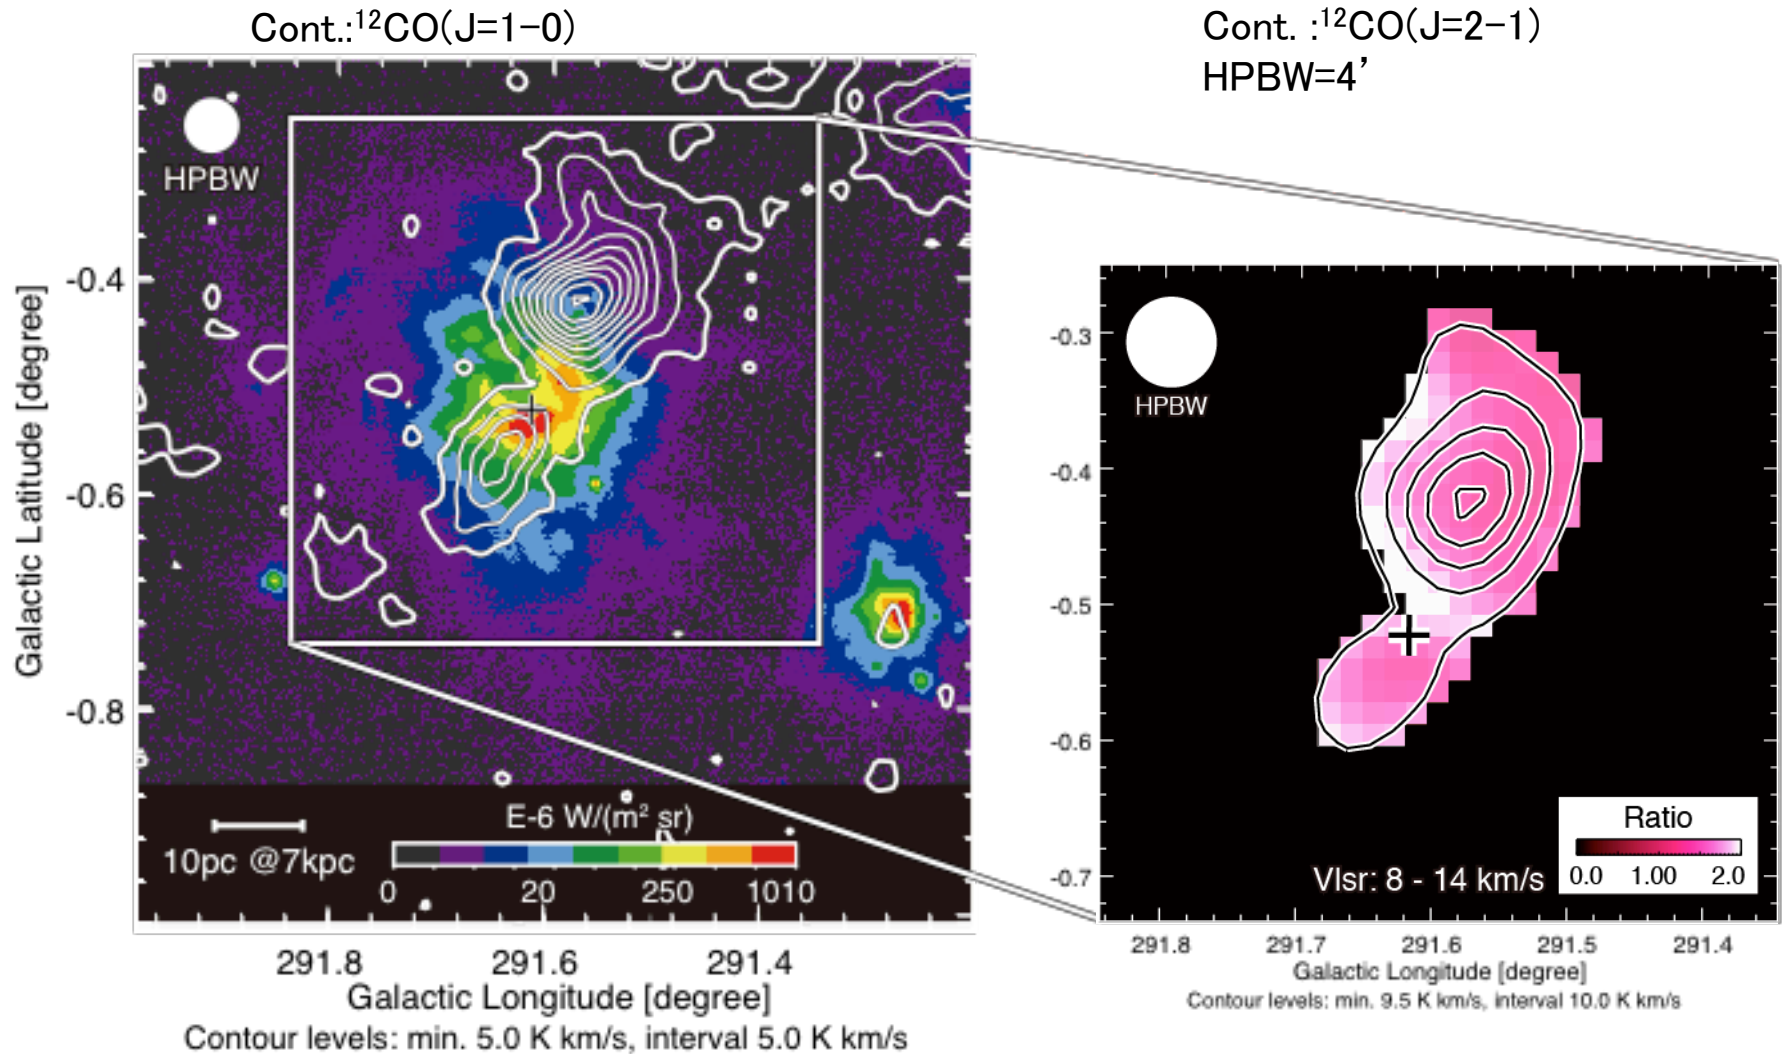 Cont.:¹²CO(J=1-0)
Cont. :¹²CO(J=2-1)
HPBW=4’
HPBW
Galactic Latitude [degree]
-0.4
-0.6
-0.8
E-6 W/(m² sr)
10pc @7kpc
0 20 250 1010
291.8 291.6 291.4
Galactic Longitude [degree]
Contour levels: min. 5.0 K km/s, interval 5.0 K km/s
HPBW
-0.3
-0.4
-0.5
-0.6
-0.7
Ratio
0.0 1.00 2.0
Vlsr: 8 - 14 km/s
291.8 291.7 291.6 291.5 291.4
Galactic Longitude [degree]
Contour levels: min. 9.5 K km/s, interval 10.0 K km/s